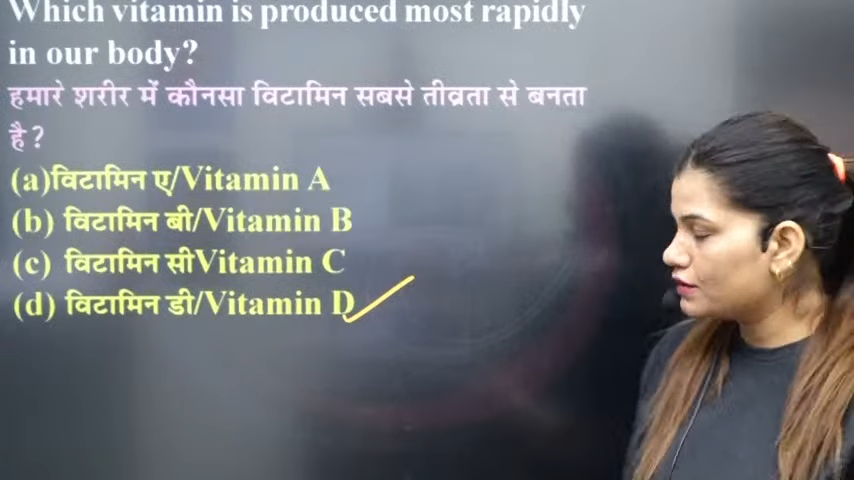 Which vitamin is produced most rapidly
in our body?
हमारे शरीर में कौनसा विटामिन सबसे तीव्रता से बनता
है?
(a)विटामिन ए/Vitamin A
(b) विटामिन बी/Vitamin B
(c) विटामिन सीVitamin C
(d) विटामिन डी/Vitamin D